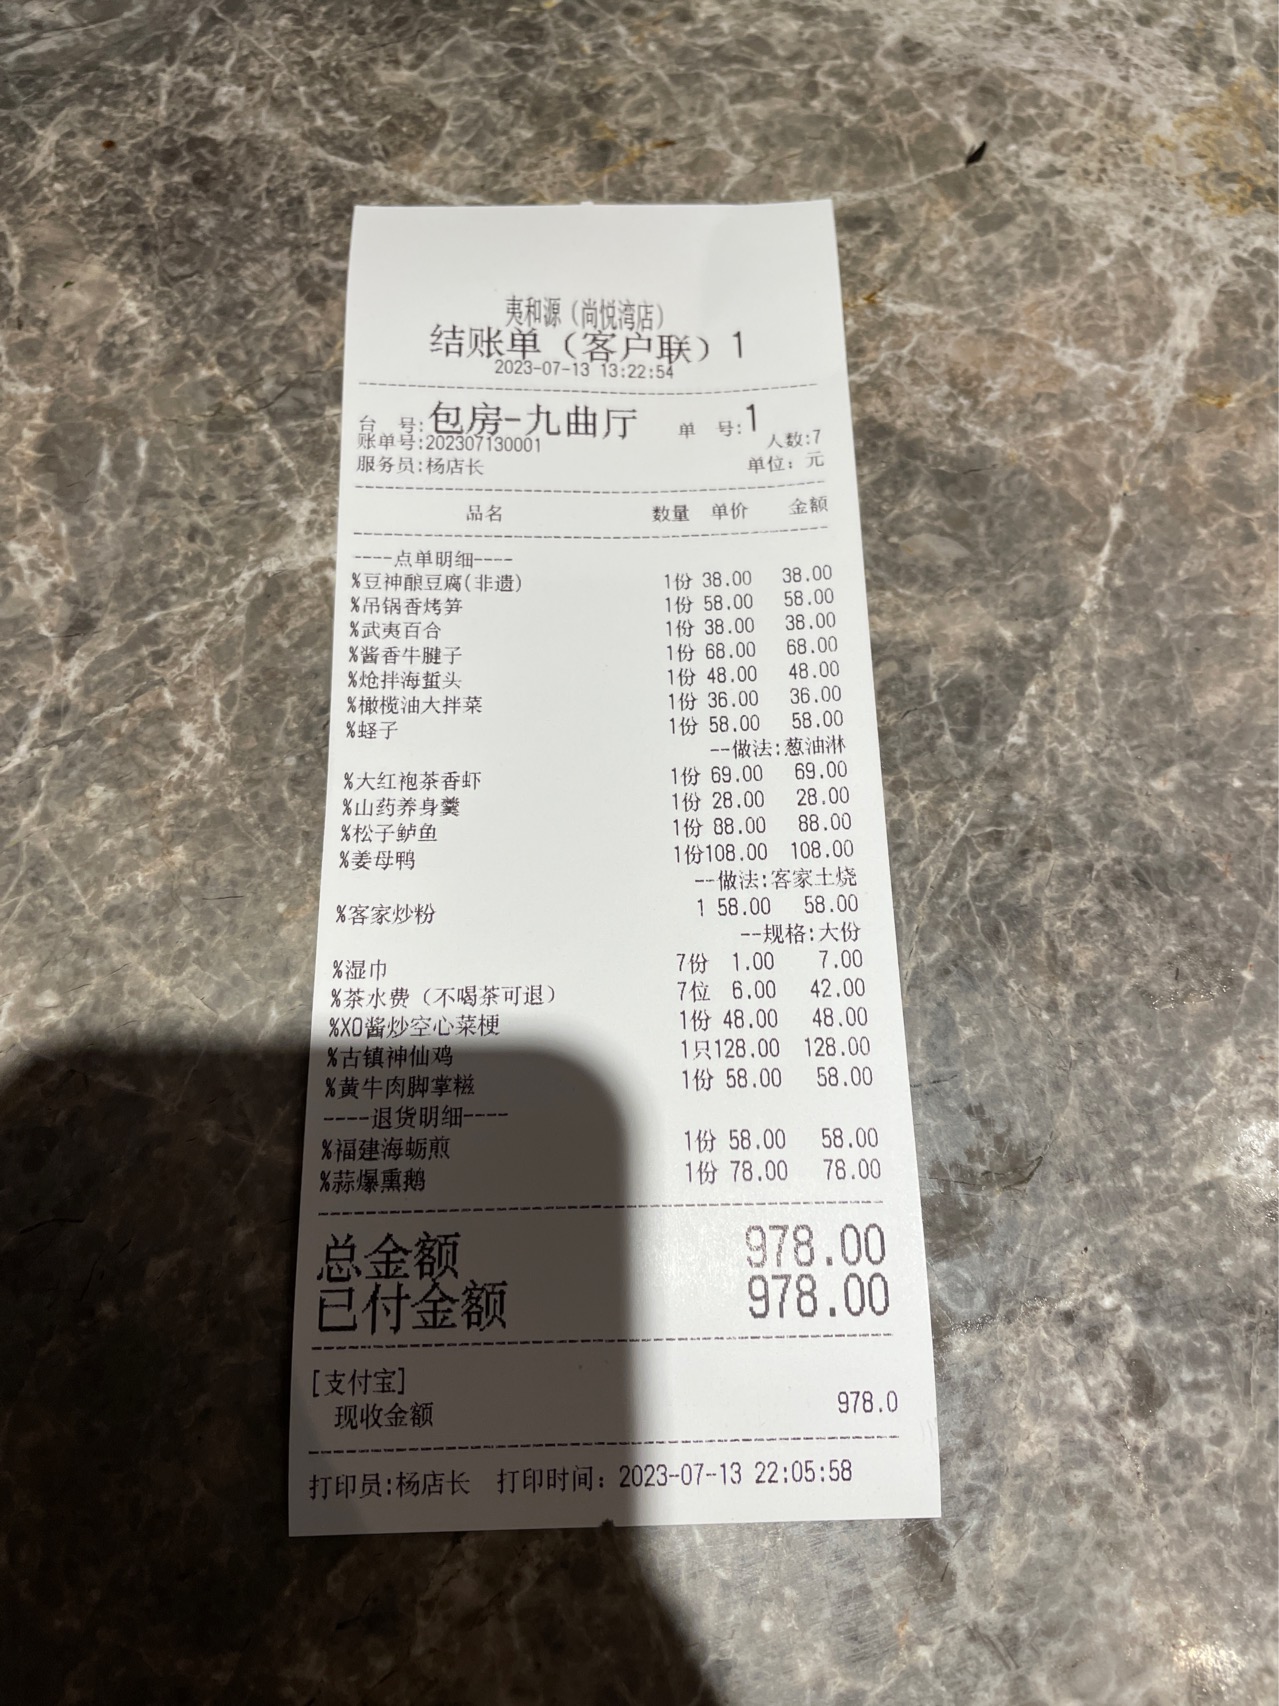 夷和源（尚悦湾店）
结账单（客户联）1
2023-07-13 13:22:54
台 号:包房-九曲厅 单 号:1
账单号:202307130001 人数:7
服务员:杨店长 单位: 元
品名 数量 单价 金额
----点单明细----
%豆神酿豆腐(非遗) 1份 38.00 38.00
%吊锅香烤笋 1份 58.00 58.00
%武夷百合 1份 38.00 38.00
%酱香牛腱子 1份 68.00 68.00
%炝拌海蜇头 1份 48.00 48.00
%橄榄油大拌菜 1份 36.00 36.00
%蛏子 1份 58.00 58.00
--做法:葱油淋
%大红袍茶香虾 1份 69.00 69.00
%山药养身羹 1份 28.00 28.00
%松子鲈鱼 1份 88.00 88.00
%姜母鸭 1份108.00 108.00
--做法:客家土烧
%客家炒粉 1 58.00 58.00
--规格:大份
%湿巾 7份 1.00 7.00
%茶水费（不喝茶可退） 7位 6.00 42.00
%XO酱炒空心菜梗 1份 48.00 48.00
%古镇神仙鸡 1只128.00 128.00
%黄牛肉脚掌糍 1份 58.00 58.00
----退货明细----
%福建海蛎煎 1份 58.00 58.00
%蒜爆熏鹅 1份 78.00 78.00
总金额 978.00
已付金额 978.00
[支付宝]
现收金额 978.0
打印员:杨店长 打印时间: 2023-07-13 22:05:58